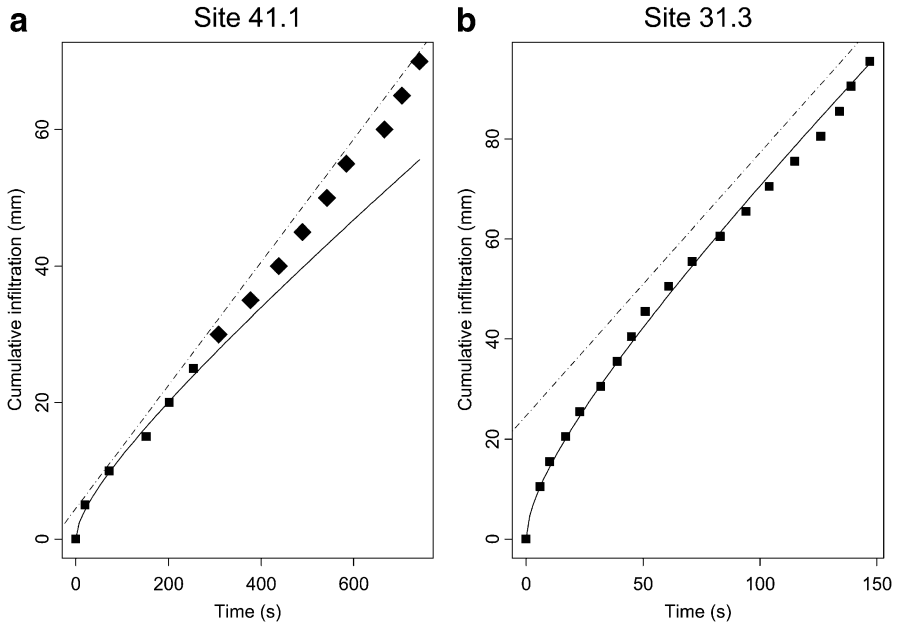 a
Site 41.1
Cumulative infiltration (mm)
60
40
20
0
0 200 400 600
Time (s)
b
Site 31.3
Cumulative infiltration (mm)
80
60
40
20
0
0 50 100 150
Time (s)